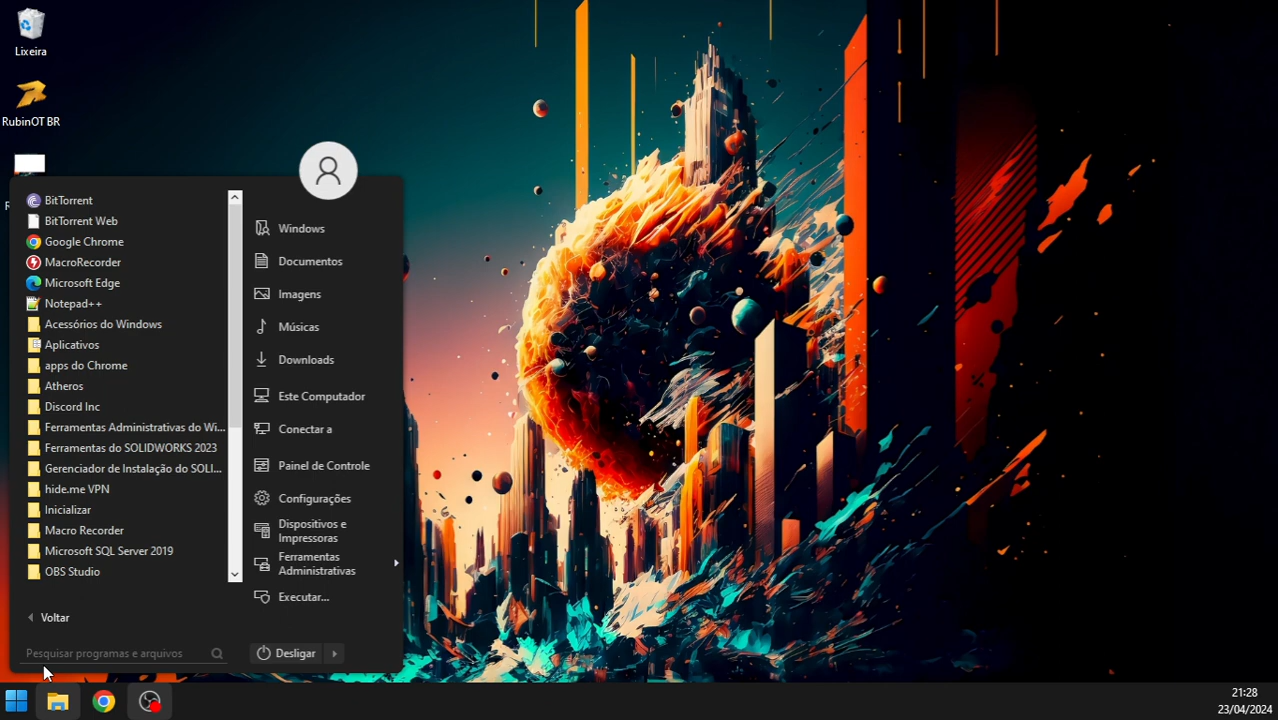 Lixeira
RubinOT BR
BitTorrent
BitTorrent Web
Google Chrome
MacroRecorder
Microsoft Edge
Notepad++
Acessórios do Windows
Aplicativos
apps do Chrome
Atheros
Discord Inc
Ferramentas Administrativas do Wi...
Ferramentas do SOLIDWORKS 2023
Gerenciador de Instalação do SOLI...
hide.me VPN
Inicializar
Macro Recorder
Microsoft SQL Server 2019
OBS Studio
Voltar
Pesquisar programas e arquivos
Windows
Documentos
Imagens
Músicas
Downloads
Este Computador
Conectar a
Painel de Controle
Configurações
Dispositivos e
Impressoras
Ferramentas
Administrativas
Executar...
Desligar
21:28
23/04/2024